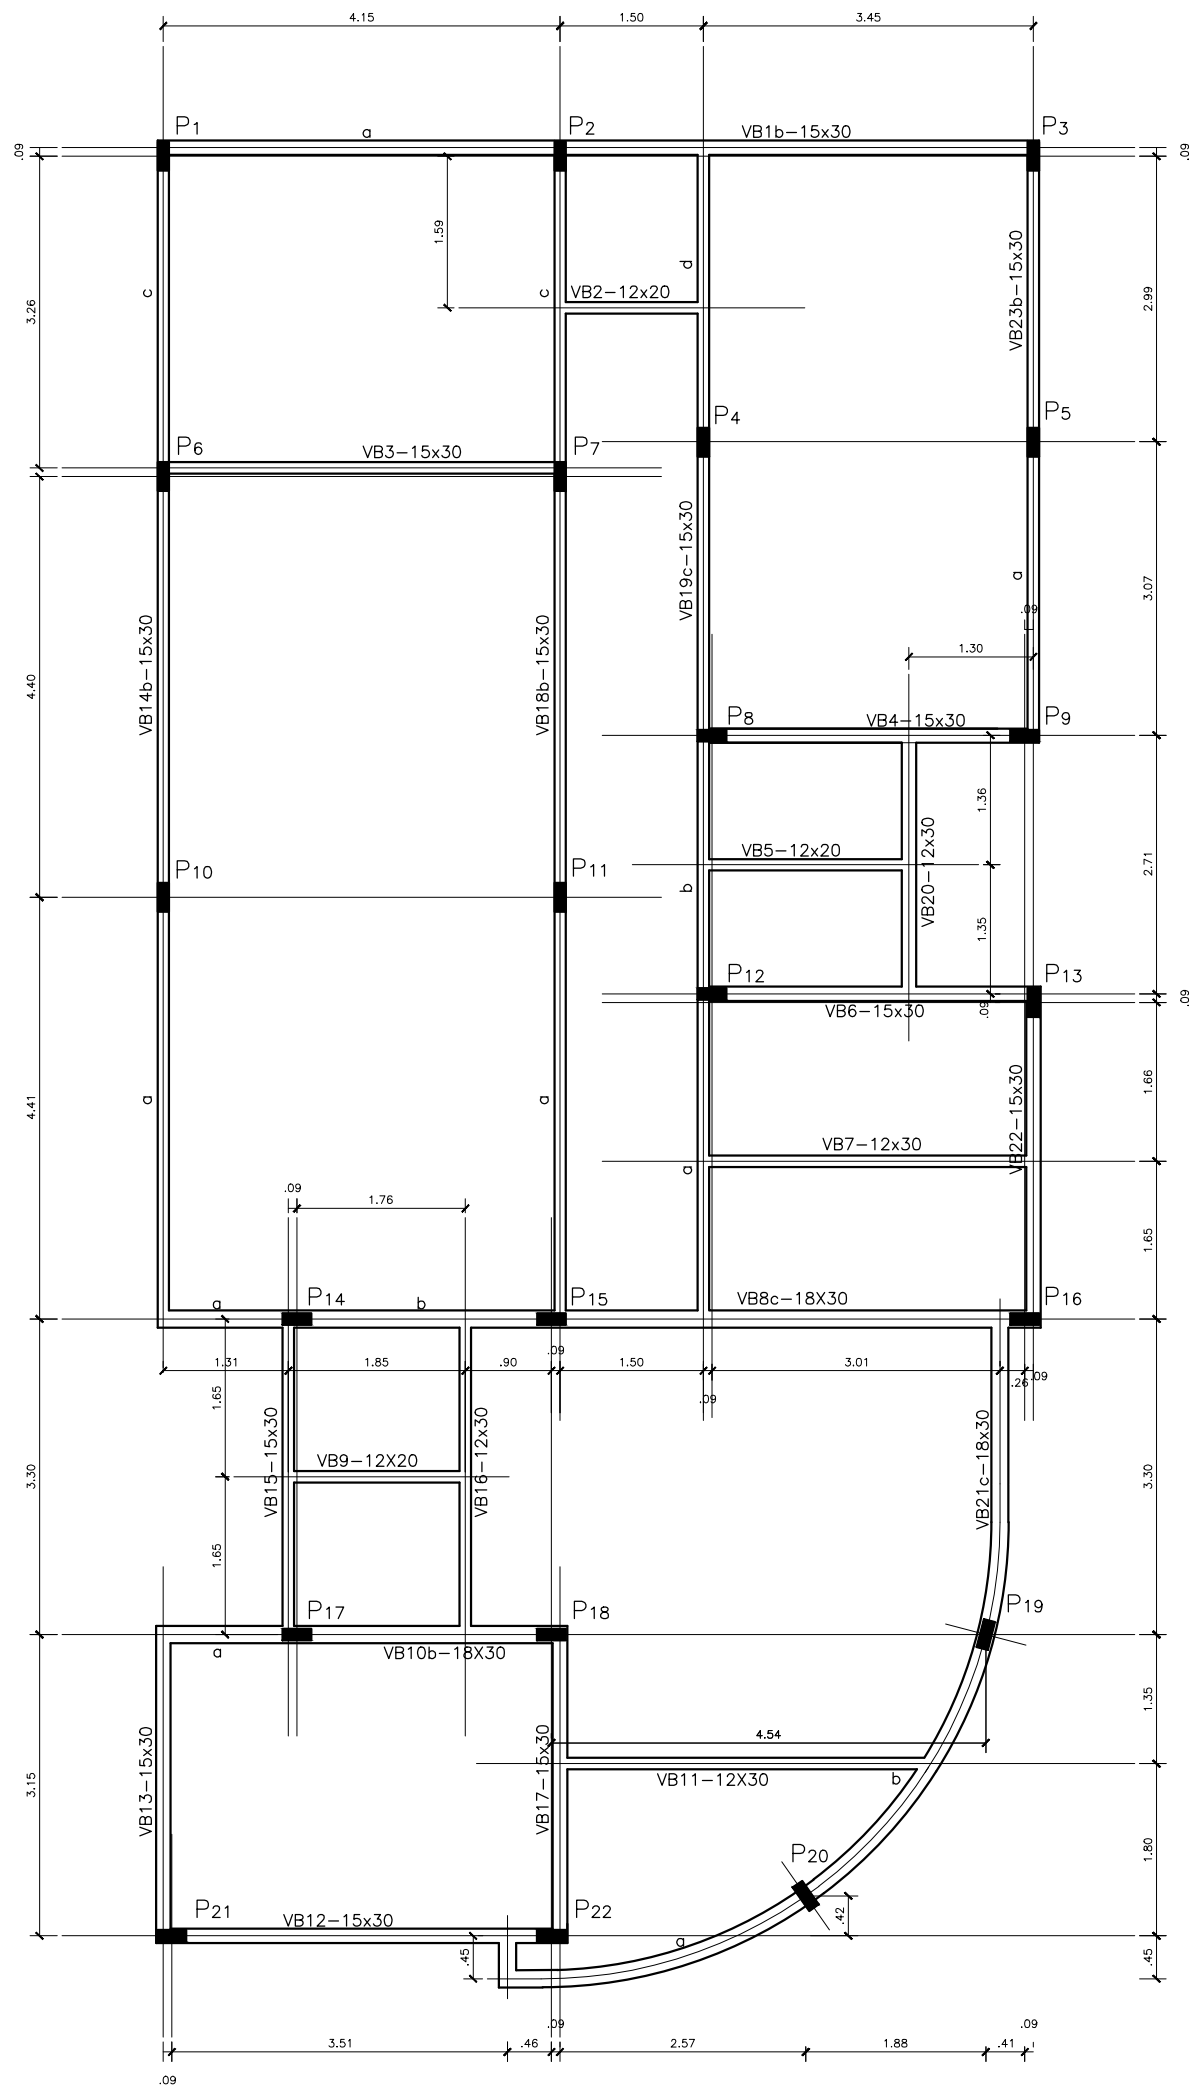 4.15
1.50
3.45
P1
a
P2
VB1b-15x30
P3
.09
.09
1.59
c
c
d
VB2-12x20
VB23b-15x30
3.26
2.99
P4
P5
P6
VB3-15x30
P7
VB19c-15x30
a
3.07
.09
1.30
VB14b-15x30
VB18b-15x30
4.40
P8
VB4-15x30
P9
1.36
VB5-12x20
VB20-12x30
2.71
P10
P11
b
1.35
P12
P13
VB6-15x30
.09
.09
a
a
4.41
1.66
VB22-15x30
VB7-12x30
a
.09
1.76
1.65
a
P14
b
P15
VB8c-18X30
P16
1.31
1.85
.90
.09
1.50
.09
3.01
.26
.09
1.65
VB15-15x30
VB9-12X20
VB16-12x30
VB21c-18x30
3.30
3.30
1.65
P17
P18
P19
a
VB10b-18X30
1.35
4.54
VB13-15x30
VB17-15x30
VB11-12X30
b
3.15
P20
1.80
P21
VB12-15x30
P22
.42
a
.45
.45
.09
.09
3.51
.46
2.57
1.88
.41
.09